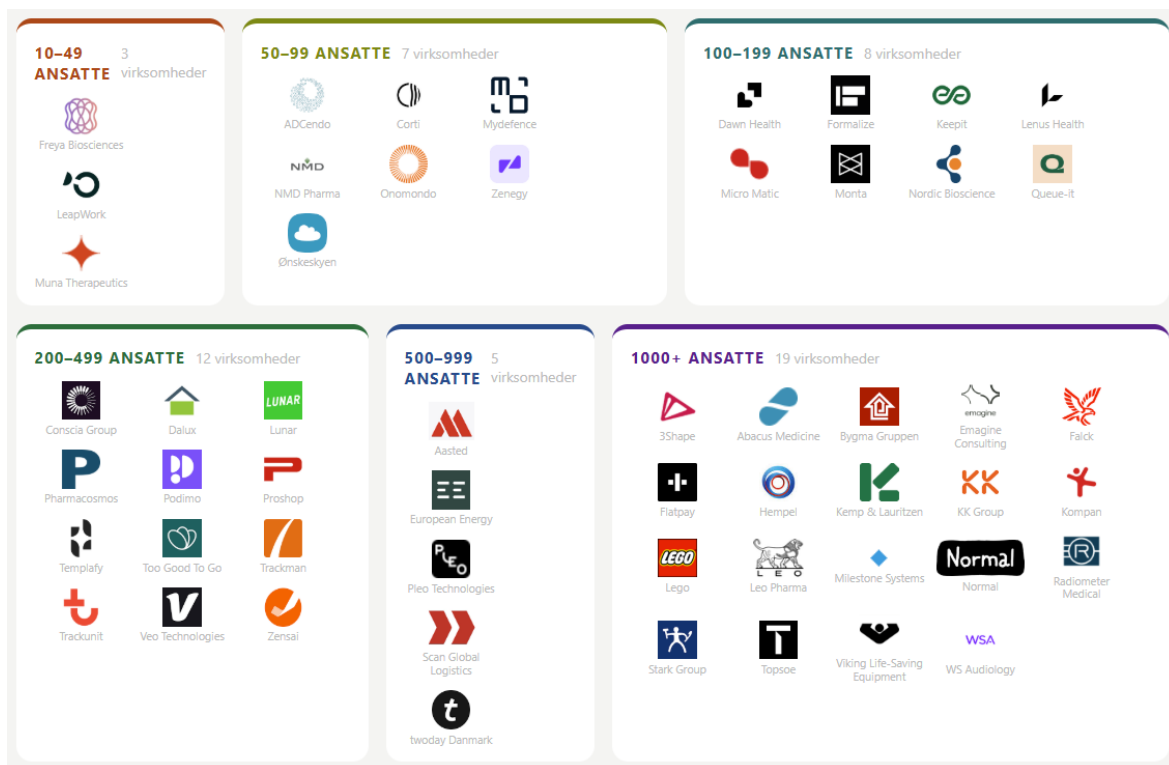 10–49
ANSATTE
3
virksomheder
Freya Biosciences
LeapWork
Muna Therapeutics
50–99 ANSATTE 7 virksomheder
ADCendo Corti Mydefence
NMD
NMD Pharma Onomondo Zenegy
Ønskeskyen
100–199 ANSATTE 8 virksomheder
Dawn Health Formalize Keepit Lenus Health
Micro Matic Monta Nordic Bioscience Queue-it
200–499 ANSATTE 12 virksomheder
LUNAR
Conscia Group Dalux Lunar
Pharmacosmos Podimo Proshop
Templafy Too Good To Go Trackman
Trackunit Veo Technologies Zensai
500–999
ANSATTE
5
virksomheder
Aasted
European Energy
PLEO
Pleo Technologies
Scan Global
Logistics
t
twoday Danmark
1000+ ANSATTE 19 virksomheder
emagine
3Shape Abacus Medicine Bygma Gruppen Emagine
Consulting Falck
KK
Flatpay Hempel Kemp & Lauritzen KK Group Kompan
LEGO LEO Normal R
Lego Leo Pharma Milestone Systems Normal Radiometer
Medical
T WSA
Stark Group Topsoe Viking Life-Saving
Equipment WS Audiology